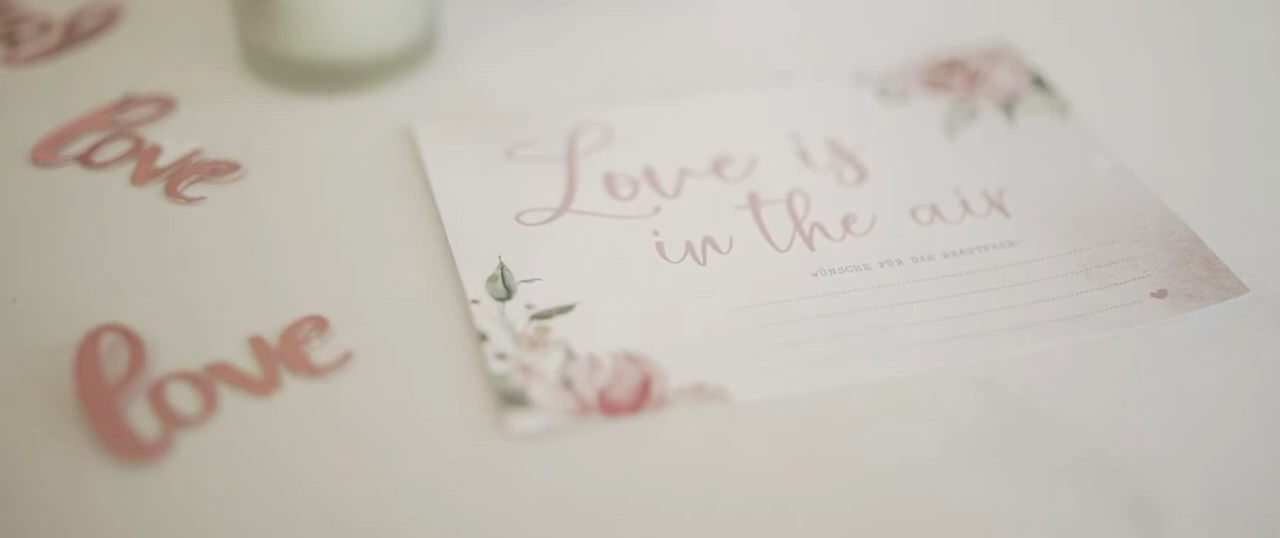 love
love
Love is
in the air
WÜNSCHE FÜR DAS BRAUTPAAR: